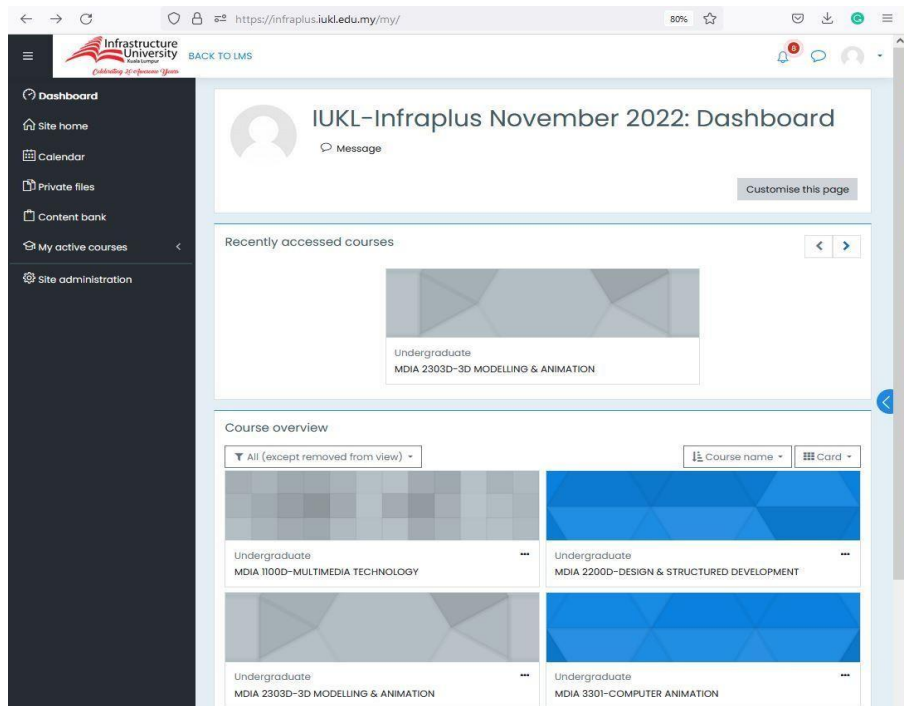 https://infraplus.iukl.edu.my/my/
80%
8
Infrastructure
University
Kuala Lumpur
BACK TO LMS
Dashboard
Site home
Calendar
Private files
Content bank
My active courses
Site administration
IUKL-Infraplus November 2022: Dashboard
Message
Customise this page
Recently accessed courses
Undergraduate
MDIA 2303D-3D MODELLING & ANIMATION
Course overview
All (except removed from view)
Course name
Card
Undergraduate
MDIA 1100D-MULTIMEDIA TECHNOLOGY
Undergraduate
MDIA 2200D-DESIGN & STRUCTURED DEVELOPMENT
Undergraduate
MDIA 2303D-3D MODELLING & ANIMATION
Undergraduate
MDIA 3301-COMPUTER ANIMATION